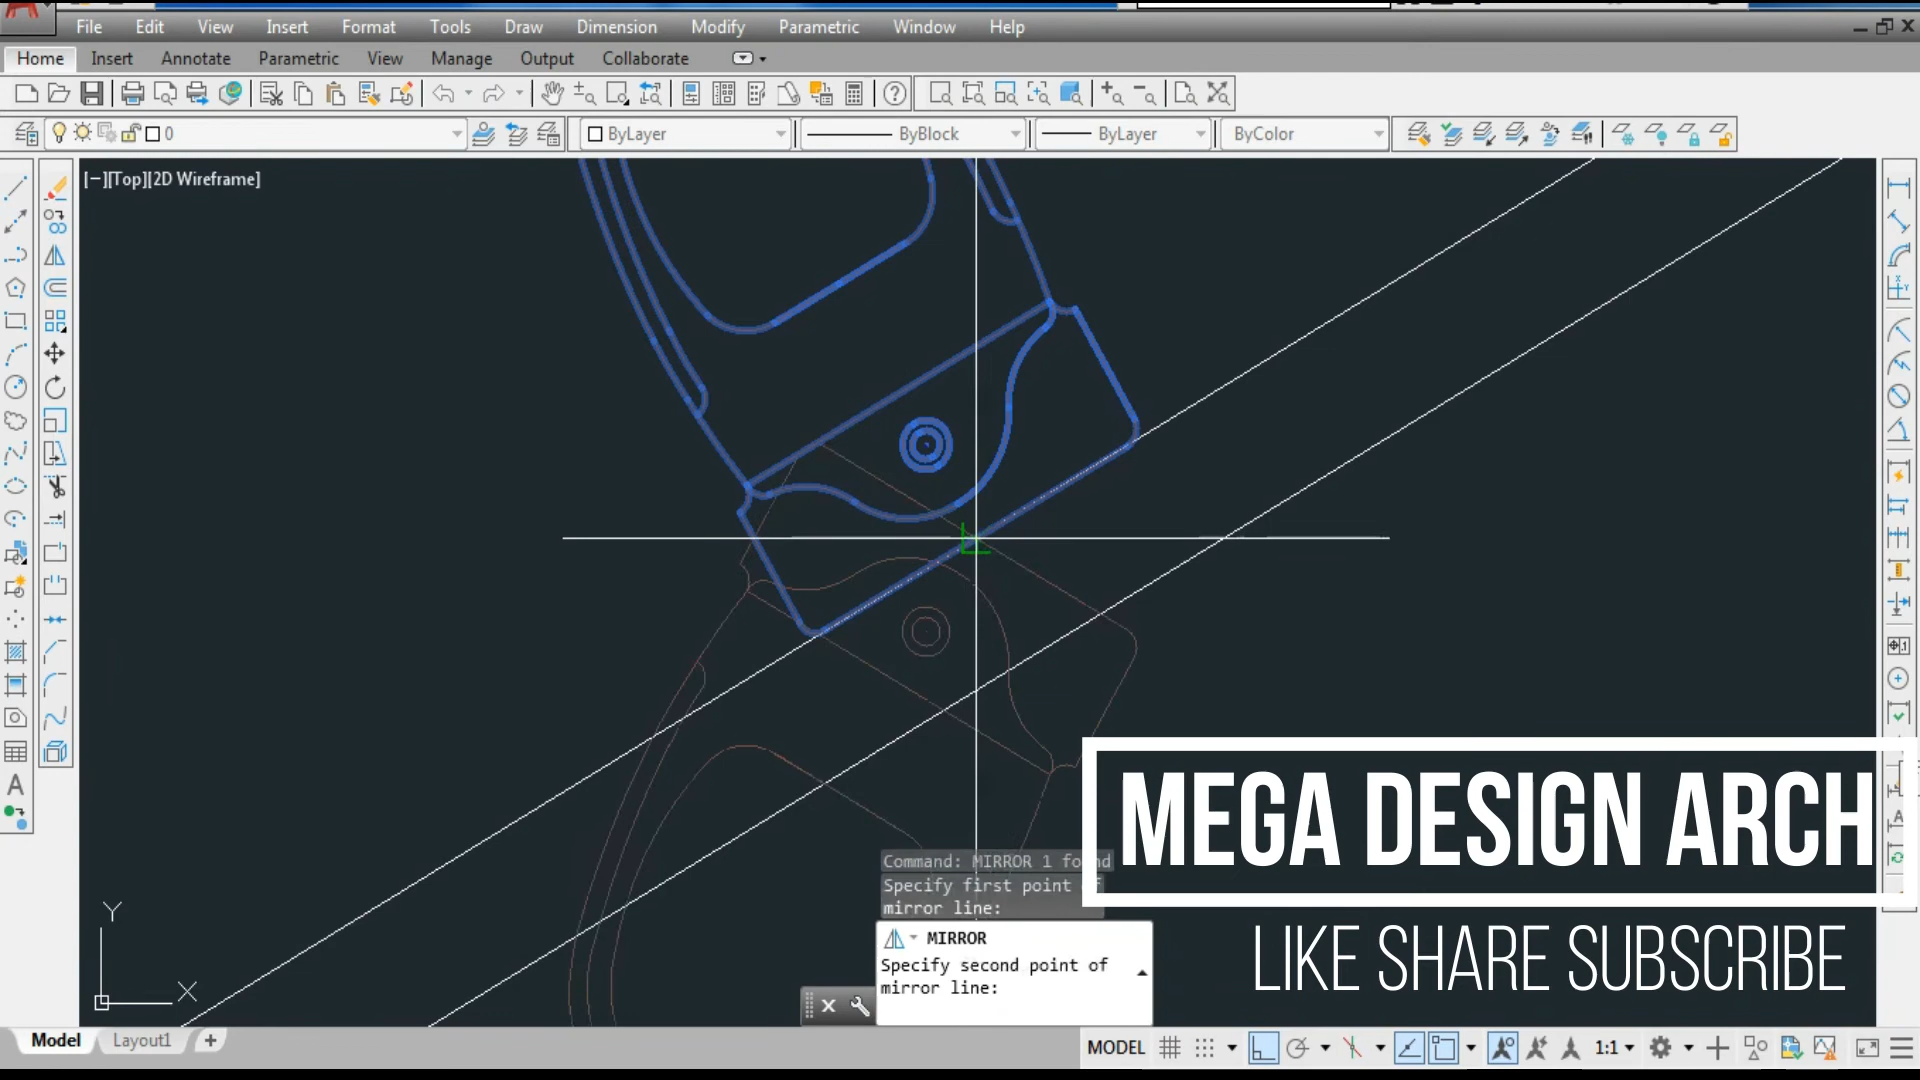 File Edit View Insert Format Tools Draw Dimension Modify Parametric Window Help
Home Insert Annotate Parametric View Manage Output Collaborate
0 ByLayer ByBlock ByLayer ByColor
[−][Top][2D Wireframe]
MEGA DESIGN ARCH
LIKE SHARE SUBSCRIBE
Command: MIRROR 1 found
Specify first point of
mirror line:
MIRROR
Specify second point of
mirror line:
Y
X
Model Layout1 +
MODEL 1:1